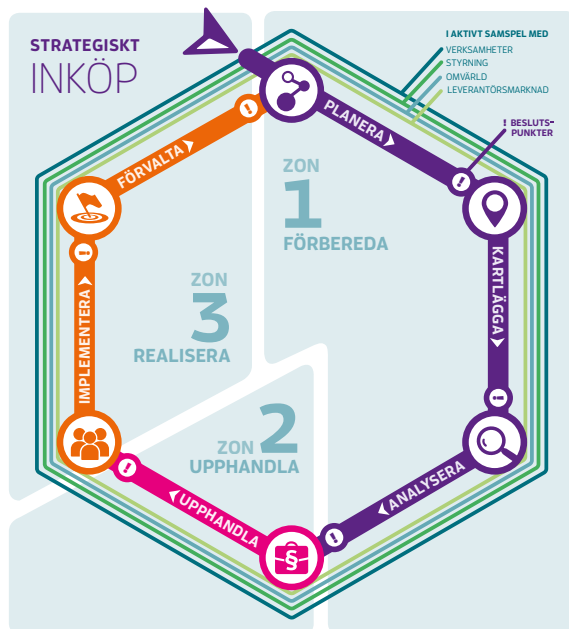 STRATEGISKT
INKÖP
I AKTIVT SAMSPEL MED
VERKSAMHETER
STYRNING
OMVÄRLD
LEVERANTÖRSMARKNAD
! BESLUTS-
PUNKTER
PLANERA
!
KARTLÄGGA
!
ANALYSERA
!
§
UPPHANDLA
!
IMPLEMENTERA
!
FÖRVALTA
!
ZON
1
FÖRBEREDA
ZON
3
REALISERA
ZON 2
UPPHANDLA